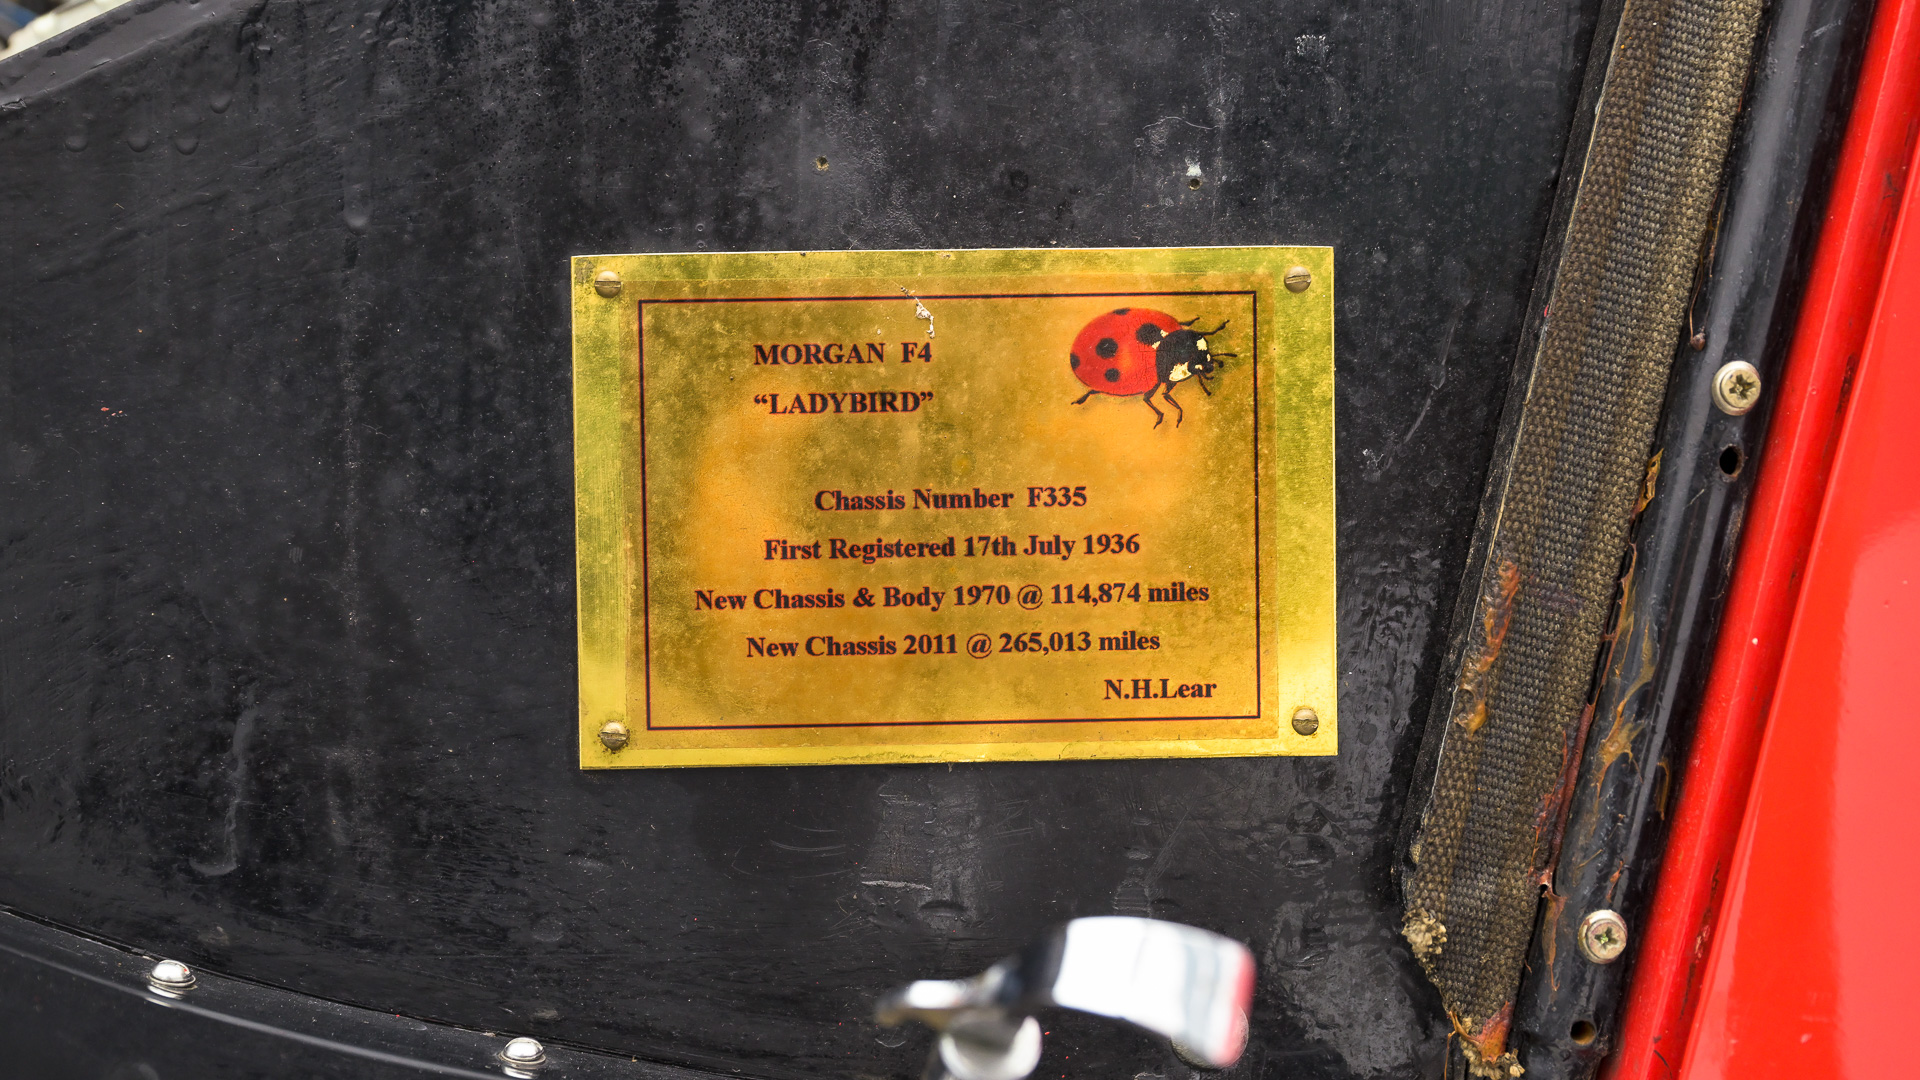 MORGAN F4
“LADYBIRD”
Chassis Number F335
First Registered 17th July 1936
New Chassis & Body 1970 @ 114,874 miles
New Chassis 2011 @ 265,013 miles
N.H.Lear